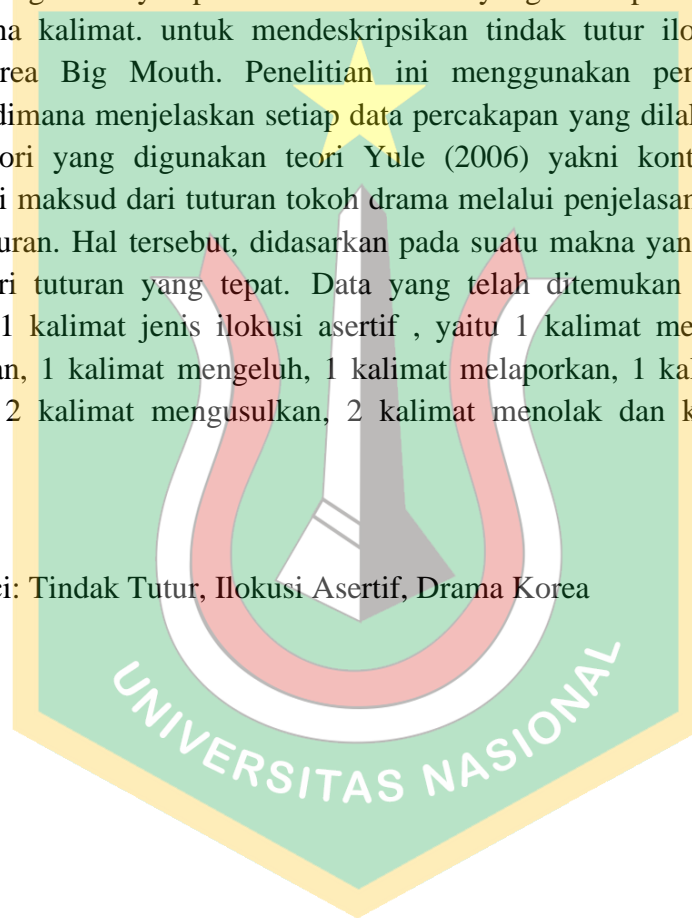 na kalimat. untuk mendeskripsikan tindak tutur ilo
rea Big Mouth. Penelitian ini menggunakan pen
dimana menjelaskan setiap data percakapan yang dilal
ori yang digunakan teori Yule (2006) yakni kont
i maksud dari tuturan tokoh drama melalui penjelasan
uran. Hal tersebut, didasarkan pada suatu makna yan
ri tuturan yang tepat. Data yang telah ditemukan
1 kalimat jenis ilokusi asertif , yaitu 1 kalimat me
an, 1 kalimat mengeluh, 1 kalimat melaporkan, 1 kal
2 kalimat mengusulkan, 2 kalimat menolak dan k
ci: Tindak Tutur, Ilokusi Asertif, Drama Korea
UNIVERSITAS NASIONAL